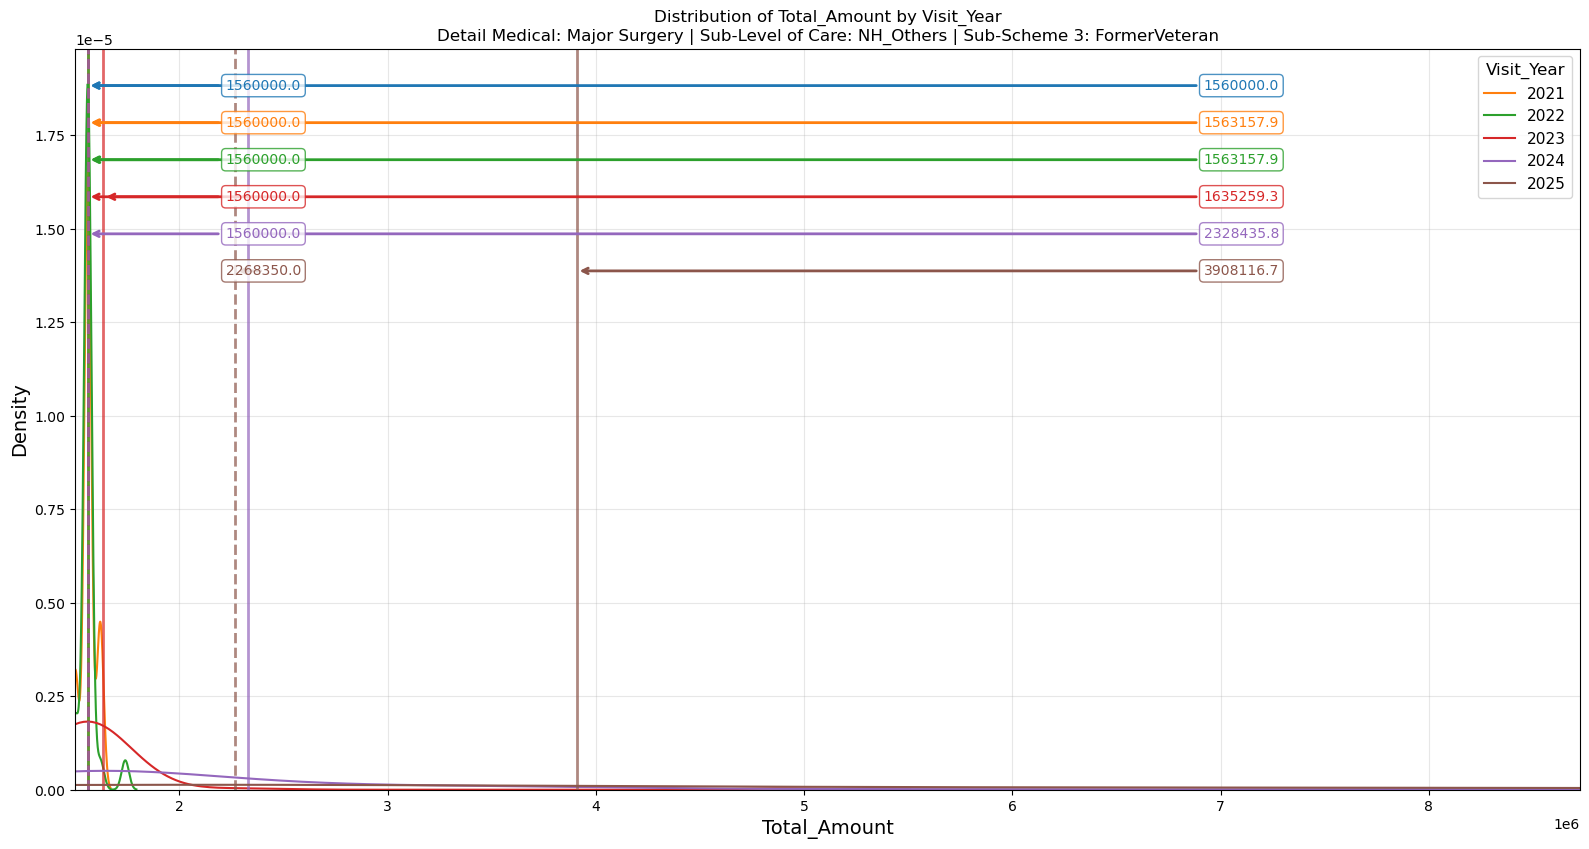 Distribution of Total_Amount by Visit_Year
Detail Medical: Major Surgery | Sub-Level of Care: NH_Others | Sub-Scheme 3: FormerVeteran
1e−5
Visit_Year
2021
2022
2023
2024
2025
1560000.0 1560000.0
1560000.0 1563157.9
1560000.0 1563157.9
1560000.0 1635259.3
1560000.0 2328435.8
2268350.0 3908116.7
1.75
1.50
1.25
1.00
0.75
0.50
0.25
0.00
Density
2 3 4 5 6 7 8
1e6
Total_Amount